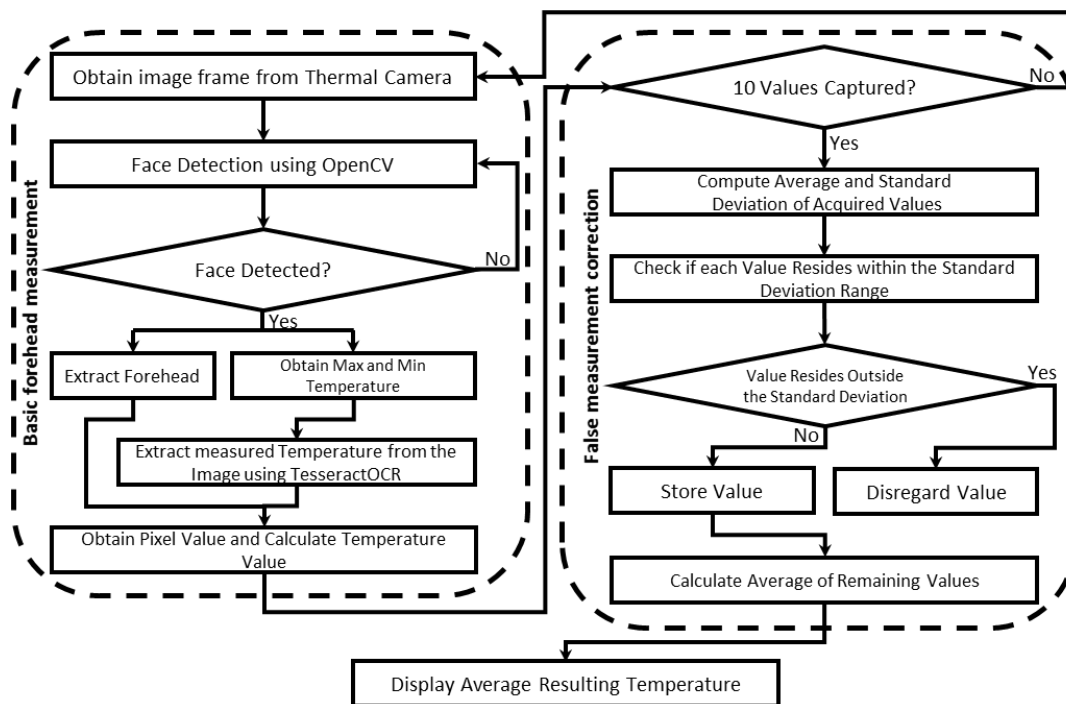 Basic forehead measurement
Obtain image frame from Thermal Camera
Face Detection using OpenCV
Face Detected?
No
Yes
Extract Forehead
Obtain Max and Min
Temperature
Extract measured Temperature from the
Image using TesseractOCR
Obtain Pixel Value and Calculate Temperature
Value
False measurement correction
10 Values Captured?
No
Yes
Compute Average and Standard
Deviation of Acquired Values
Check if each Value Resides within the Standard
Deviation Range
Value Resides Outside
the Standard Deviation
Yes
No
Store Value
Disregard Value
Calculate Average of Remaining Values
Display Average Resulting Temperature